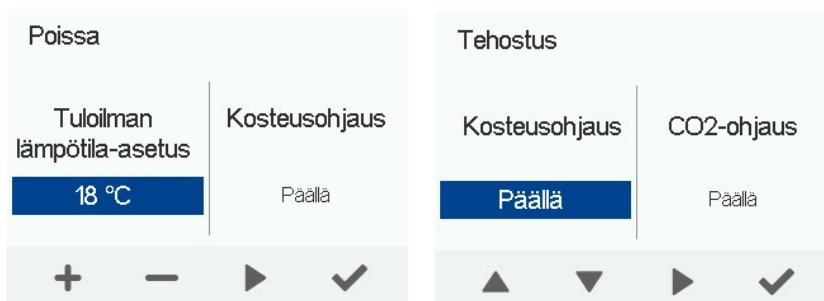 Poissa
Tuloilman
lämpötila-asetus
18 °C
Kosteusohjaus
Päällä
Tehostus
Kosteusohjaus
Päällä
CO2-ohjaus
Päällä